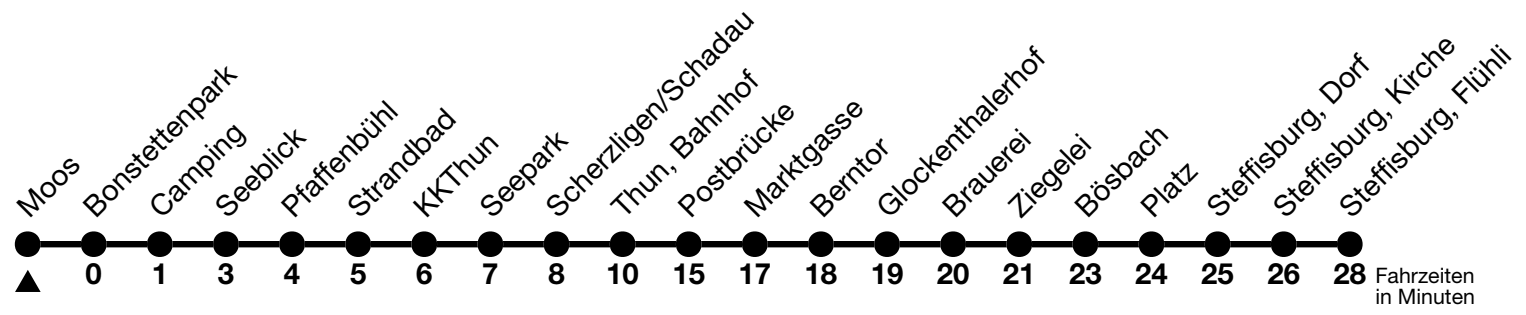 Moos
Bonstettenpark
Camping
Seeblick
Pfaffenbühl
Strandbad
KKThun
Seepark
Scherzligen/Schadau
Thun, Bahnhof
Postbrücke
Marktgasse
Berntor
Glockenthalerhof
Brauerei
Ziegelei
Bösbach
Platz
Steffisburg, Dorf
Steffisburg, Kirche
Steffisburg, Flühli
0 1 3 4 5 6 7 8 10 15 17 18 19 20 21 23 24 25 26 28
Fahrzeiten
in Minuten